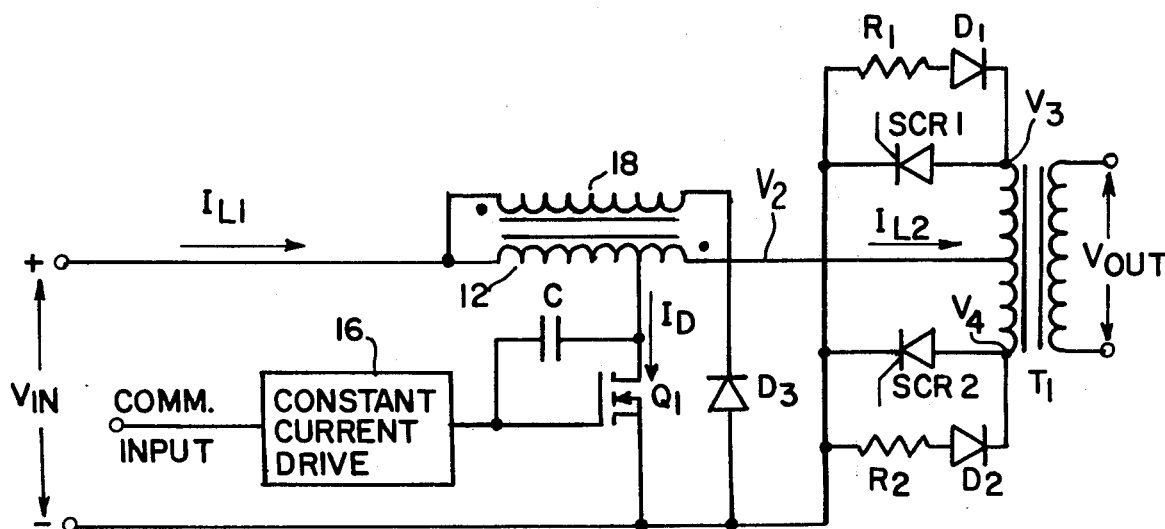 R1
D1
SCR1
V3
18
V2
IL1
IL2
+
12
C
ID
VOUT
V4
16
VIN
COMM.
INPUT
CONSTANT
CURRENT
DRIVE
Q1
D3
SCR2
T1
R2
D2
-